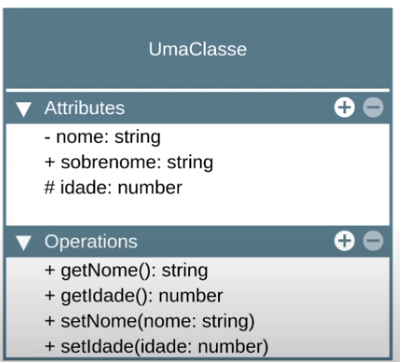 UmaClasse
Attributes
- nome: string
+ sobrenome: string
# idade: number
Operations
+ getNome(): string
+ getIdade(): number
+ setNome(nome: string)
+ setIdade(idade: number)